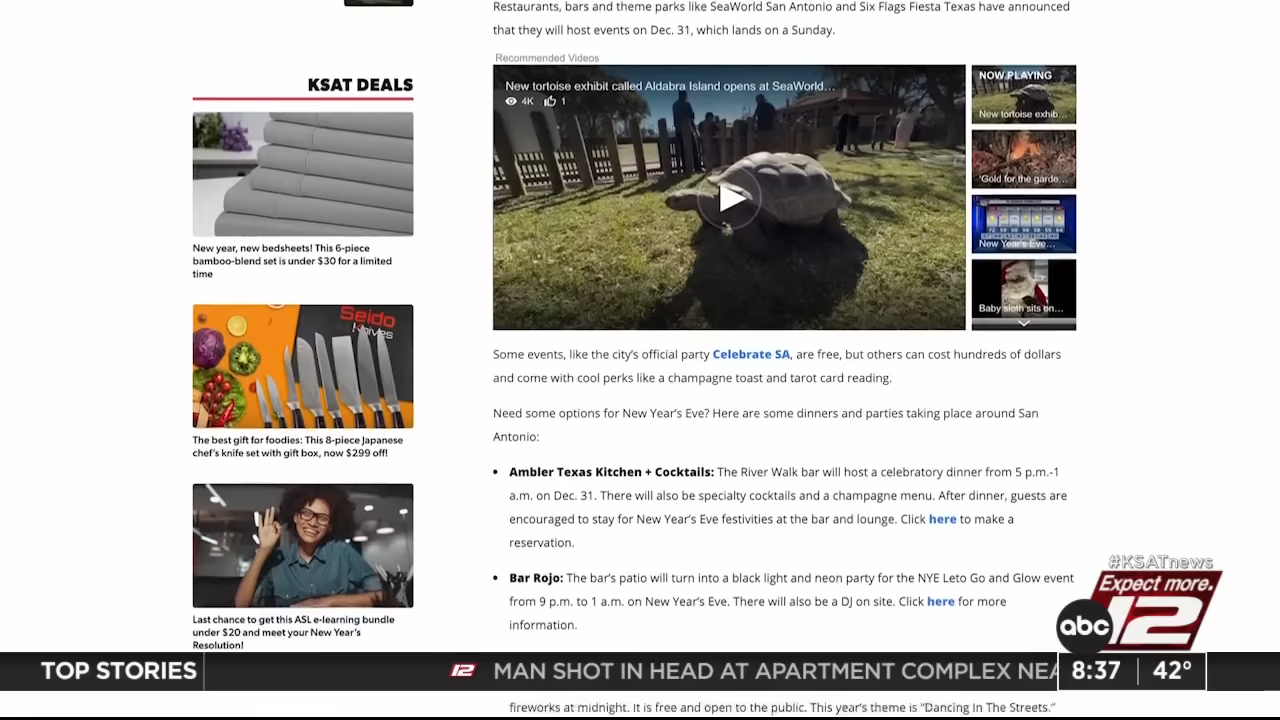 Restaurants, bars and theme parks like SeaWorld San Antonio and Six Flags Fiesta Texas have announced
that they will host events on Dec. 31, which lands on a Sunday.
Recommended Videos
New tortoise exhibit called Aldabra Island opens at SeaWorld…
4K 1
NOW PLAYING
New tortoise exhib…
'Gold for the garde…
New Year's Eve…
Baby sloth sits on…
KSAT DEALS
New year, new bedsheets! This 6-piece
bamboo-blend set is under $30 for a limited
time
Seido
Knives
The best gift for foodies: This 8-piece Japanese
chef's knife set with gift box, now $299 off!
Last chance to get this ASL e-learning bundle
under $20 and meet your New Year's
Resolution!
Some events, like the city's official party Celebrate SA, are free, but others can cost hundreds of dollars
and come with cool perks like a champagne toast and tarot card reading.
Need some options for New Year's Eve? Here are some dinners and parties taking place around San
Antonio:
• Ambler Texas Kitchen + Cocktails: The River Walk bar will host a celebratory dinner from 5 p.m.-1
a.m. on Dec. 31. There will also be specialty cocktails and a champagne menu. After dinner, guests are
encouraged to stay for New Year's Eve festivities at the bar and lounge. Click here to make a
reservation.
• Bar Rojo: The bar's patio will turn into a black light and neon party for the NYE Leto Go and Glow event
from 9 p.m. to 1 a.m. on New Year's Eve. There will also be a DJ on site. Click here for more
information.
#KSATnews
Expect more.
abc 12
TOP STORIES
12 MAN SHOT IN HEAD AT APARTMENT COMPLEX NEA
8:37 42°
fireworks at midnight. It is free and open to the public. This year's theme is "Dancing In The Streets."